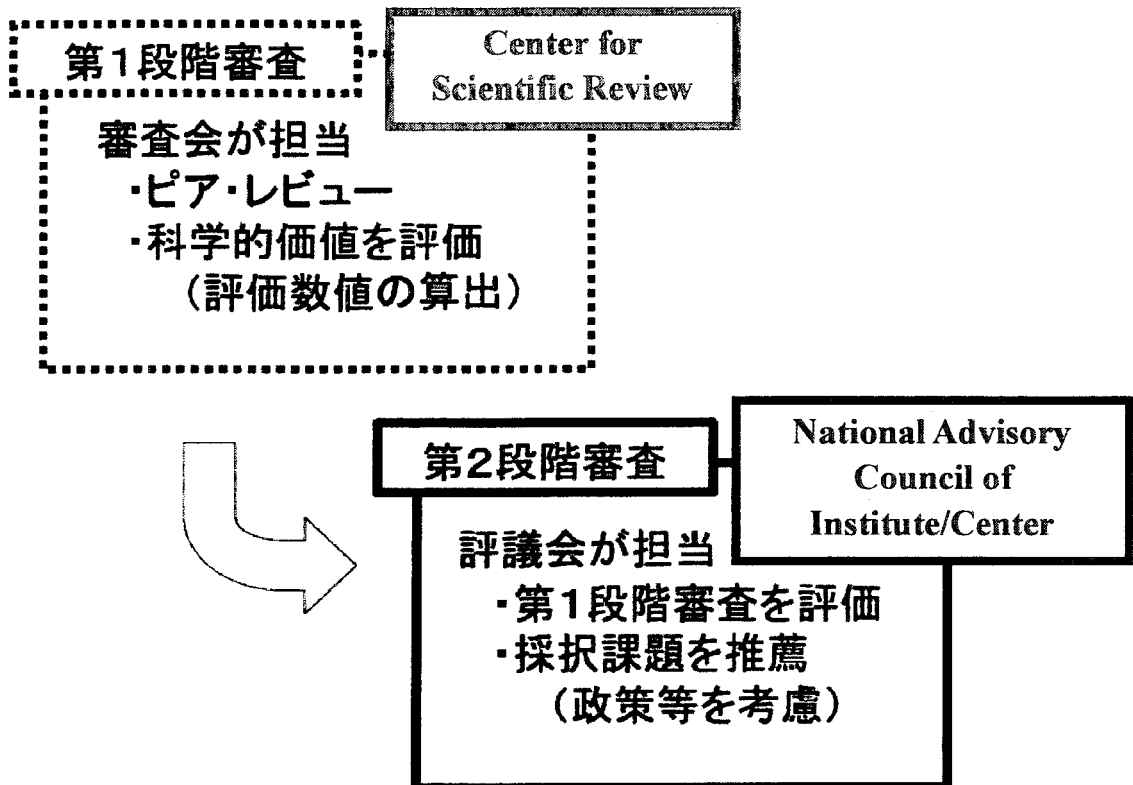 第1段階審査
Center for
Scientific Review
審査会が担当
・ピア・レビュー
・科学的価値を評価
（評価数値の算出）
第2段階審査
National Advisory
Council of
Institute/Center
評議会が担当
・第1段階審査を評価
・採択課題を推薦
（政策等を考慮）